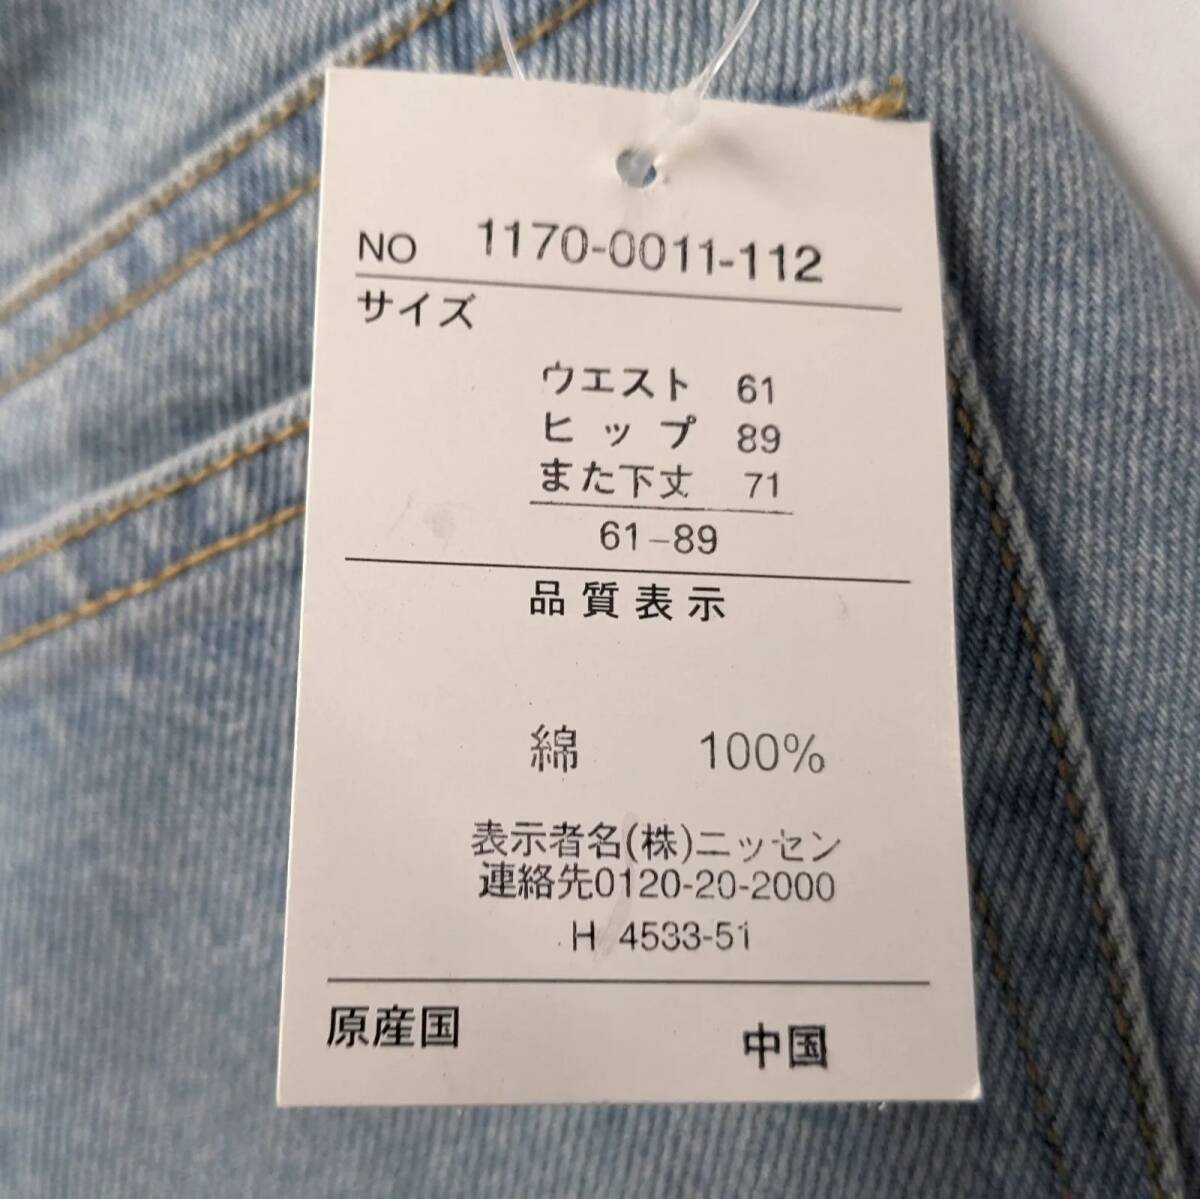 NO 1170-0011-112
サイズ
ウエスト 61
ヒップ 89
また下丈 71
61-89
品質表示
綿 100%
表示者名(株)ニッセン
連絡先0120-20-2000
H 4533-51
原産国 中国